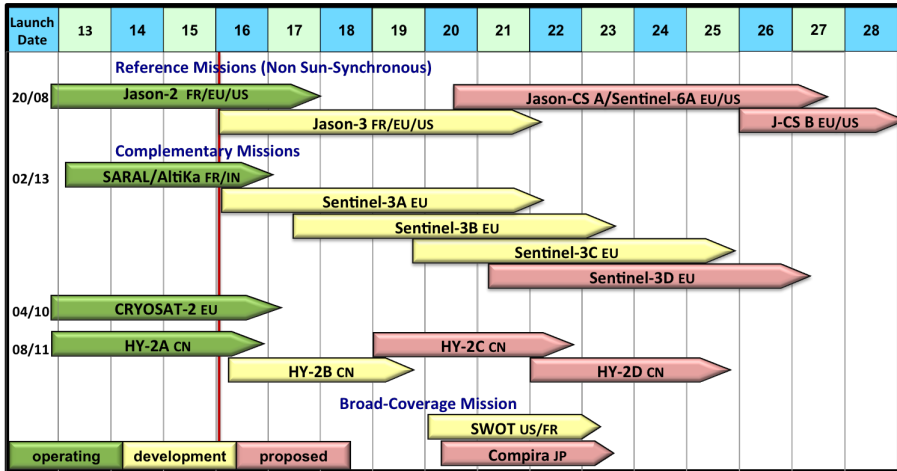 Launch Date 13 14 15 16 17 18 19 20 21 22 23 24 25 26 27 28
Reference Missions (Non Sun-Synchronous)
20/08 Jason-2 FR/EU/US Jason-CS A/Sentinel-6A EU/US
Jason-3 FR/EU/US J-CS B EU/US
Complementary Missions
02/13 SARAL/AltiKa FR/IN
Sentinel-3A EU
Sentinel-3B EU
Sentinel-3C EU
Sentinel-3D EU
04/10 CRYOSAT-2 EU
08/11 HY-2A CN HY-2C CN
HY-2B CN HY-2D CN
Broad-Coverage Mission
SWOT US/FR
operating development proposed Compira JP